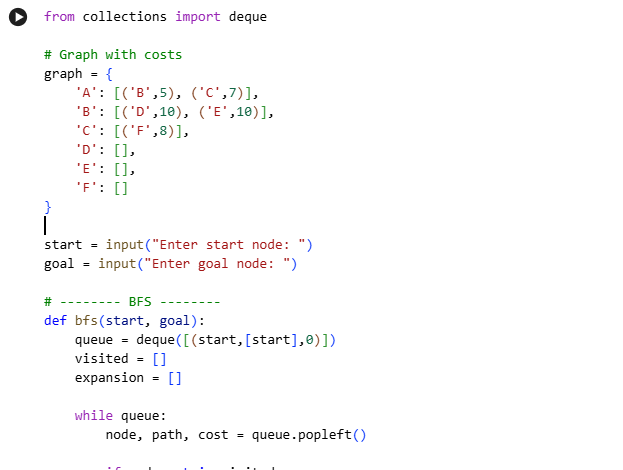 from collections import deque
# Graph with costs
graph = {
    'A': [('B',5), ('C',7)],
    'B': [('D',10), ('E',10)],
    'C': [('F',8)],
    'D': [],
    'E': [],
    'F': []
}
start = input("Enter start node: ")
goal = input("Enter goal node: ")
# -------- BFS --------
def bfs(start, goal):
    queue = deque([(start,[start],0)])
    visited = []
    expansion = []
    while queue:
        node, path, cost = queue.popleft()